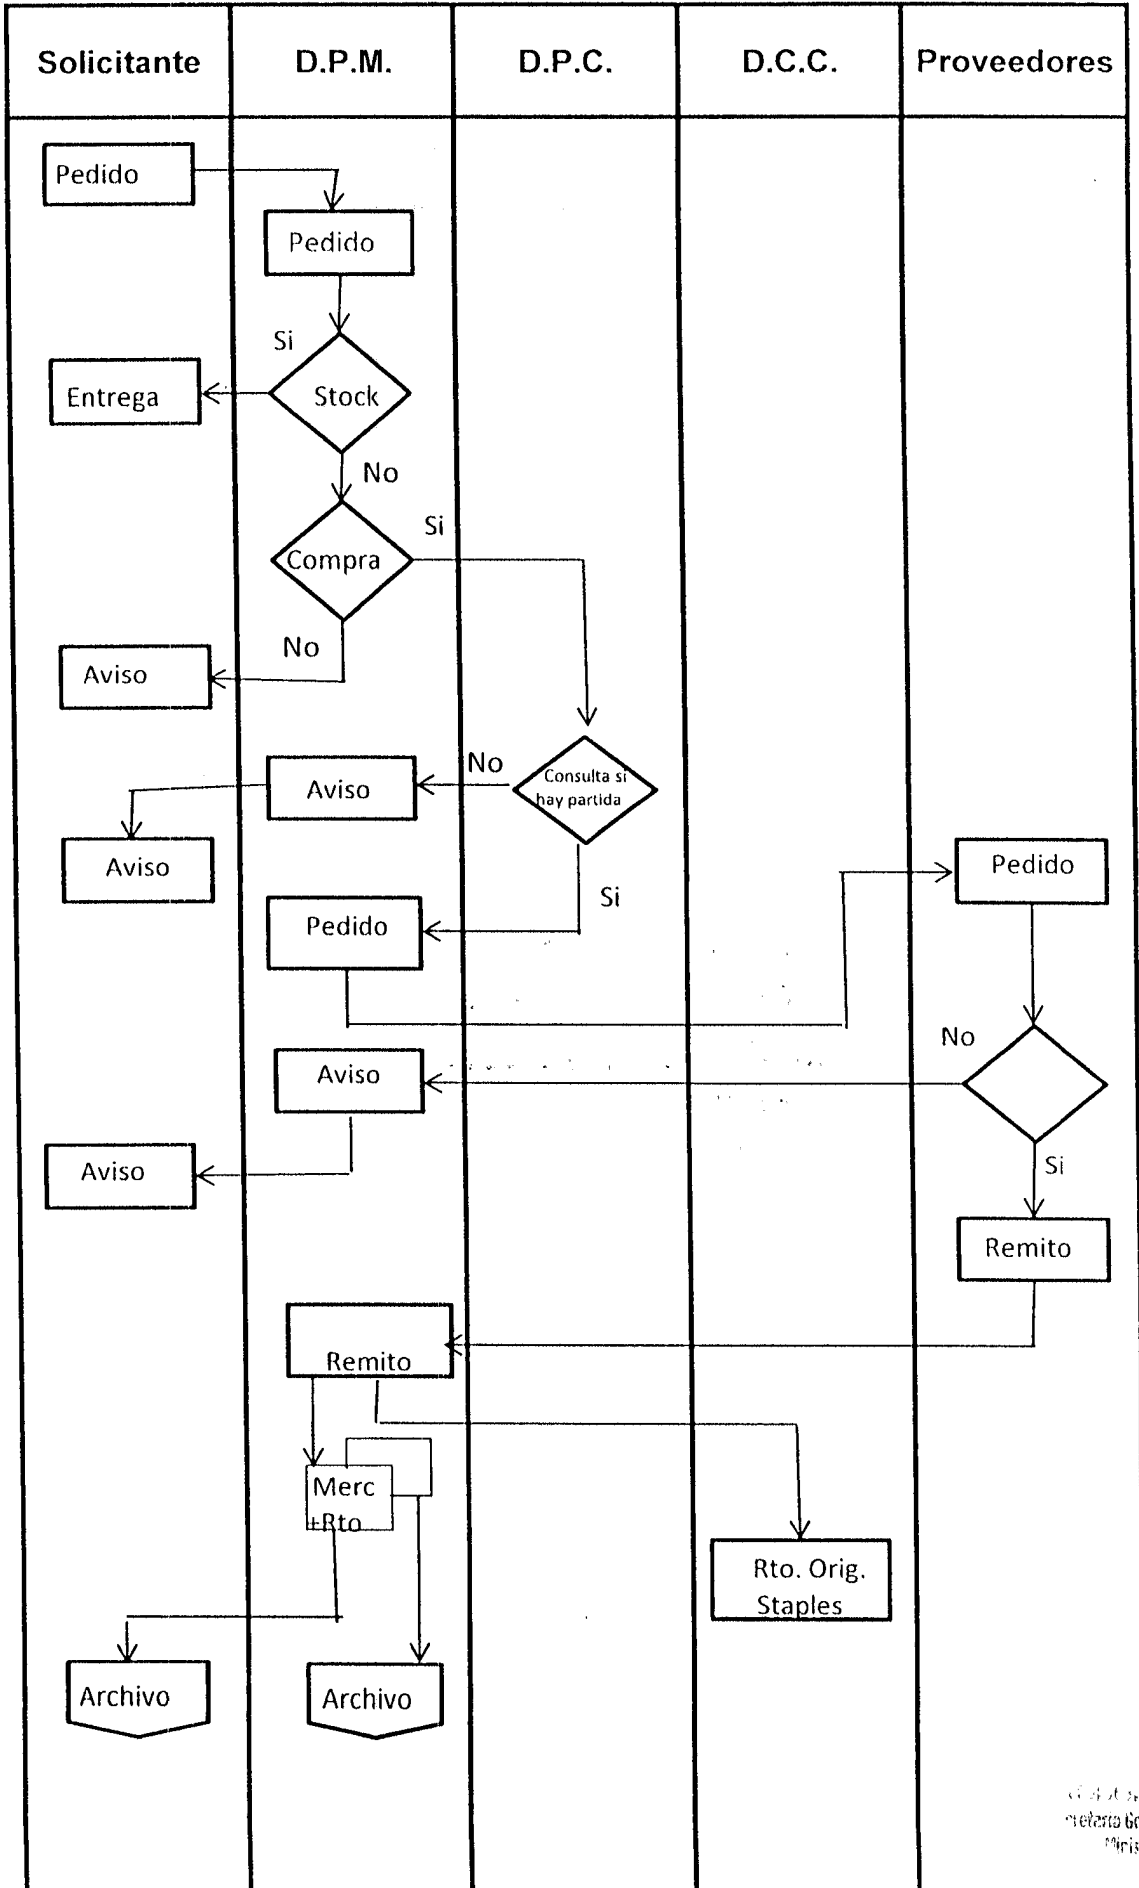 Solicitante D.P.M. D.P.C. D.C.C. Proveedores
Pedido
Pedido
Si
Entrega
Stock
No
Si
Compra
No
Aviso
No
Consulta si
hay partida
Aviso
Aviso
Pedido
Si
Pedido
No
Aviso
Aviso
Si
Remito
Remito
Merc
+Rto
Rto. Orig.
Staples
Archivo
Archivo